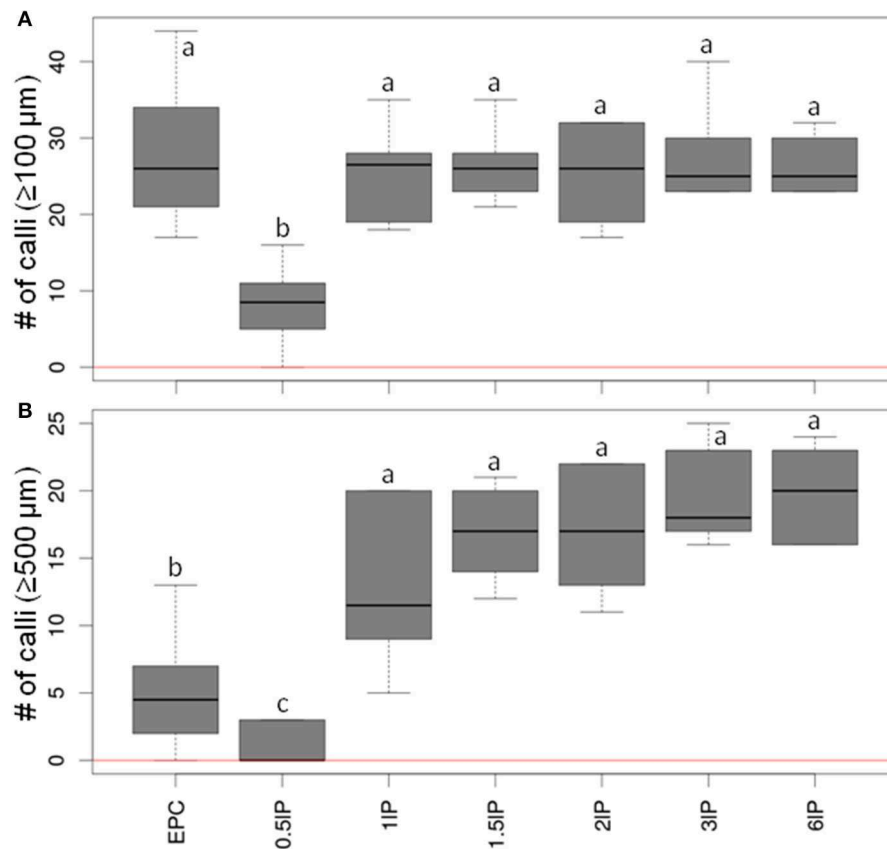 A
# of calli (≥100 µm)
40
30
20
10
0
a
b
a
a
a
a
a
B
# of calli (≥500 µm)
25
20
15
10
5
0
b
c
a
a
a
a
a
EPC
0.5IP
1IP
1.5IP
2IP
3IP
6IP